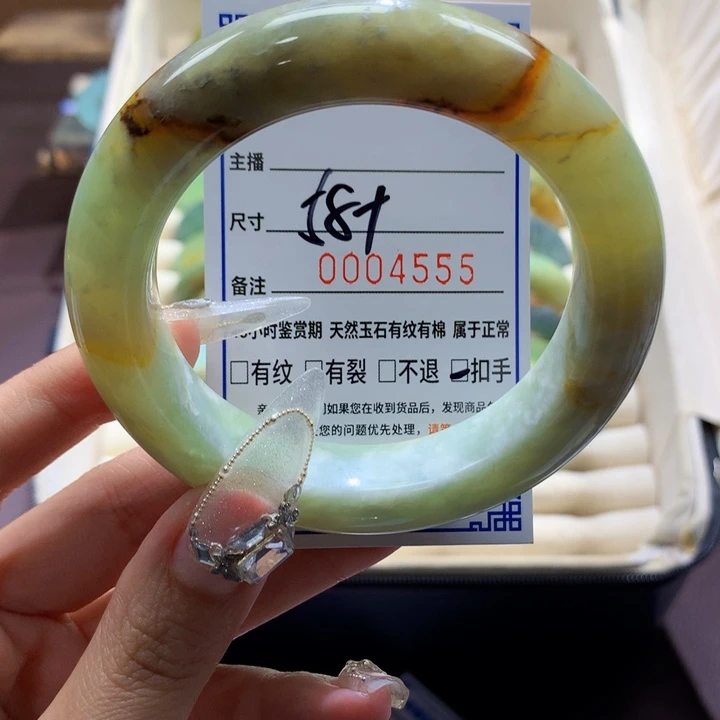 主播
尺寸 58+
0004555
备注
小时鉴赏期 天然玉石有纹有棉 属于正常
□有纹 □有裂 □不退 □扣手
如果您在收到货品后，发现商品
您的问题优先处理，